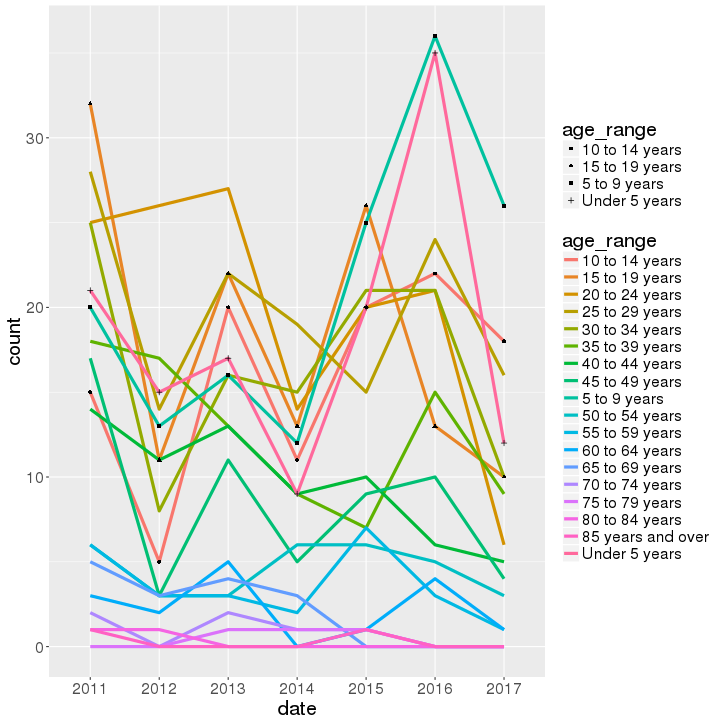 count
30
20
10
0
2011 2012 2013 2014 2015 2016 2017
date
age_range
10 to 14 years
15 to 19 years
5 to 9 years
Under 5 years
age_range
10 to 14 years
15 to 19 years
20 to 24 years
25 to 29 years
30 to 34 years
35 to 39 years
40 to 44 years
45 to 49 years
5 to 9 years
50 to 54 years
55 to 59 years
60 to 64 years
65 to 69 years
70 to 74 years
75 to 79 years
80 to 84 years
85 years and over
Under 5 years